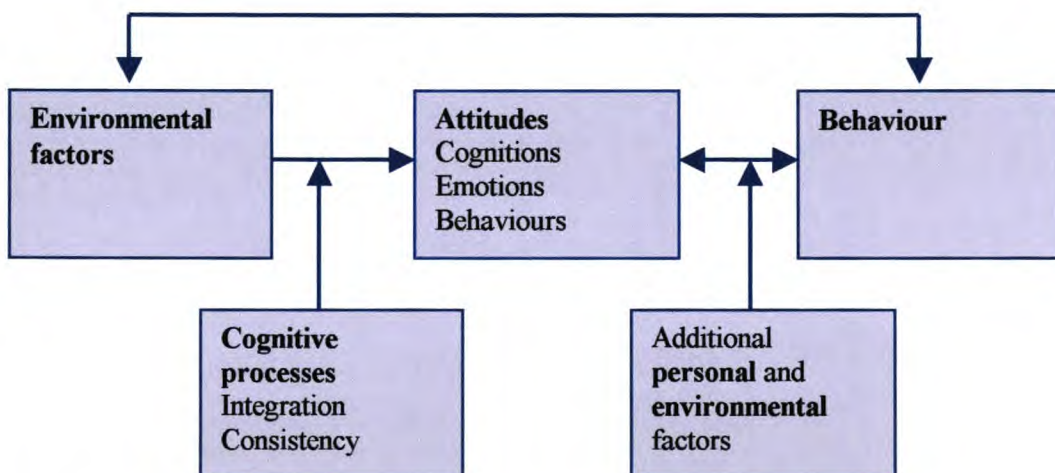 Environmental
factors
Attitudes
Cognitions
Emotions
Behaviours
Behaviour
Cognitive
processes
Integration
Consistency
Additional
personal and
environmental
factors